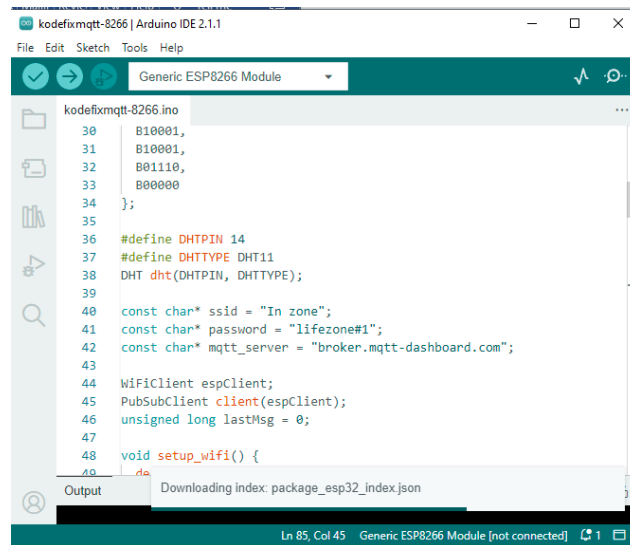 kodefixmqtt-8266 | Arduino IDE 2.1.1
File Edit Sketch Tools Help
Generic ESP8266 Module
kodefixmqtt-8266.ino
30 B10001,
31 B10001,
32 B01110,
33 B00000
34 };
35
36 #define DHTPIN 14
37 #define DHTTYPE DHT11
38 DHT dht(DHTPIN, DHTTYPE);
39
40 const char* ssid = "In zone";
41 const char* password = "lifezone#1";
42 const char* mqtt_server = "broker.mqtt-dashboard.com";
43
44 WiFiClient espClient;
45 PubSubClient client(espClient);
46 unsigned long lastMsg = 0;
47
48 void setup_wifi() {
49 de
Output
Downloading index: package_esp32_index.json
Ln 85, Col 45 Generic ESP8266 Module [not connected] 1